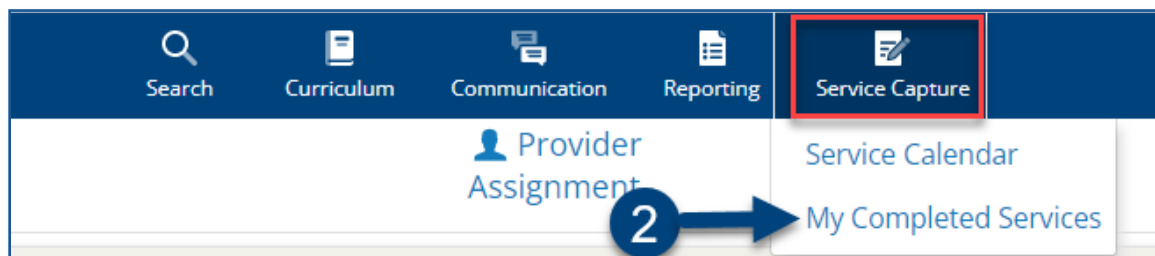 Search
Curriculum
Communication
Reporting
Service Capture
Provider
Assignment
Service Calendar
2
My Completed Services